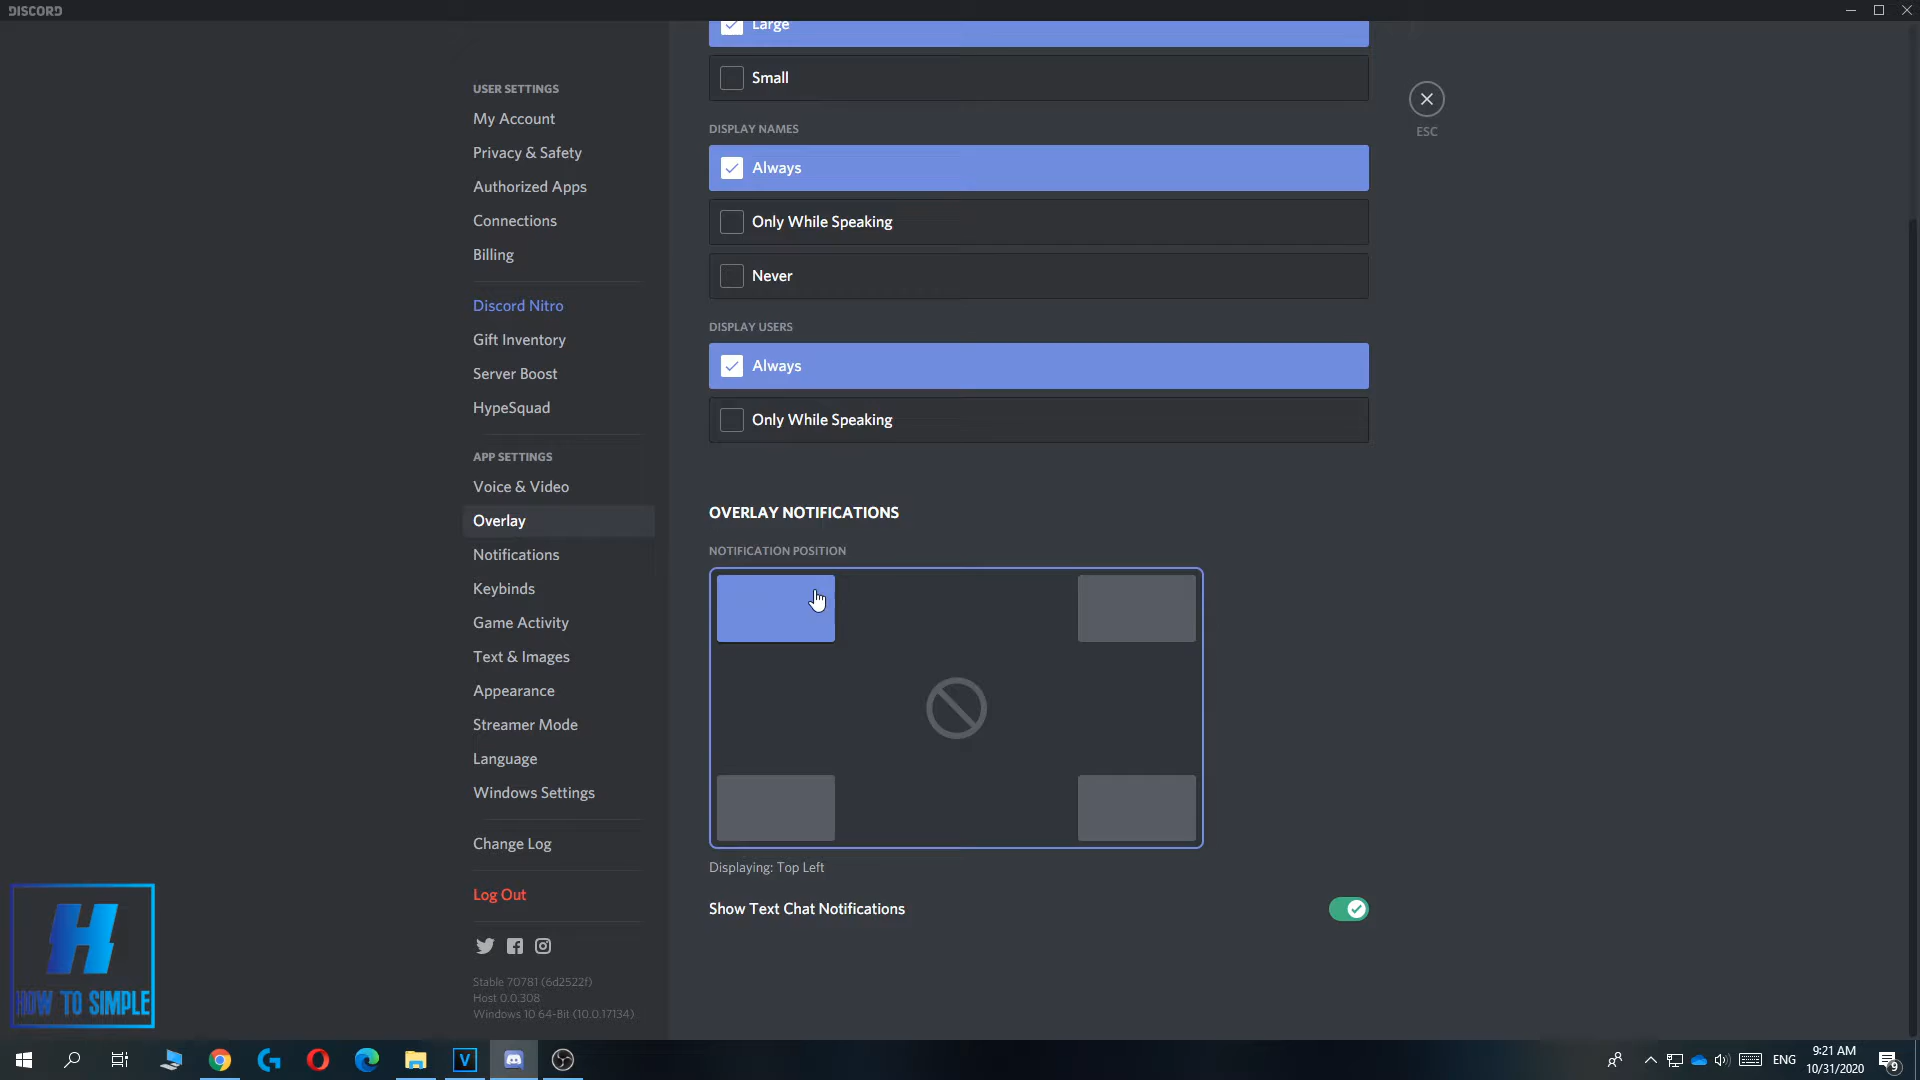 DISCORD
USER SETTINGS
My Account
Privacy & Safety
Authorized Apps
Connections
Billing
Discord Nitro
Gift Inventory
Server Boost
HypeSquad
APP SETTINGS
Voice & Video
Overlay
Notifications
Keybinds
Game Activity
Text & Images
Appearance
Streamer Mode
Language
Windows Settings
Change Log
Log Out
Stable 70781 (6d2522f)
Host 0.0.308
Windows 10 64-Bit (10.0.17134)
Large
Small
DISPLAY NAMES
Always
Only While Speaking
Never
DISPLAY USERS
Always
Only While Speaking
OVERLAY NOTIFICATIONS
NOTIFICATION POSITION
Displaying: Top Left
Show Text Chat Notifications
ESC
H
HOW TO SIMPLE
V
ENG
9:21 AM
10/31/2020
9